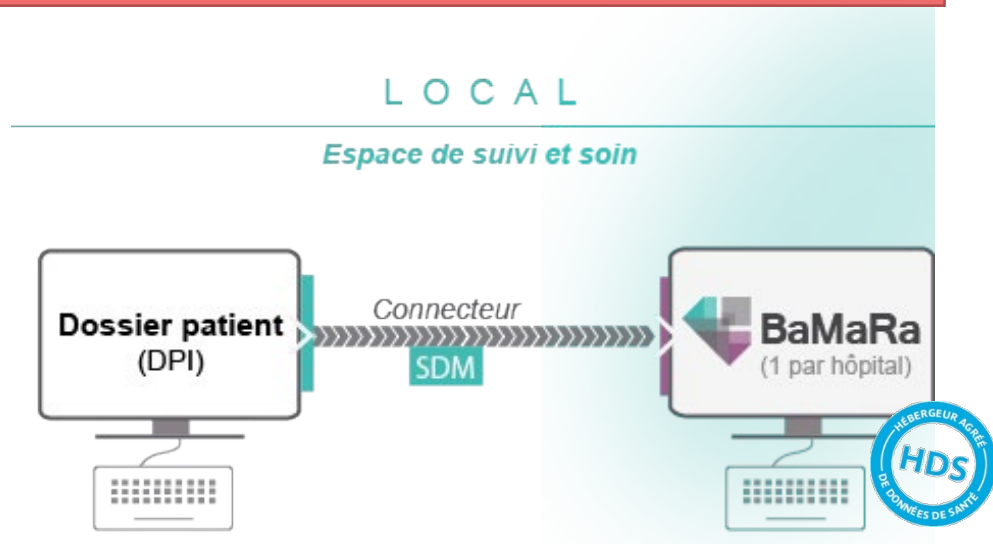 LOCAL
Espace de suivi et soin
Dossier patient
(DPI)
Connecteur
SDM
BaMaRa
(1 par hôpital)
HÉBERGEUR AGRÉÉ
HDS
DE DONNÉES DE SANTÉ